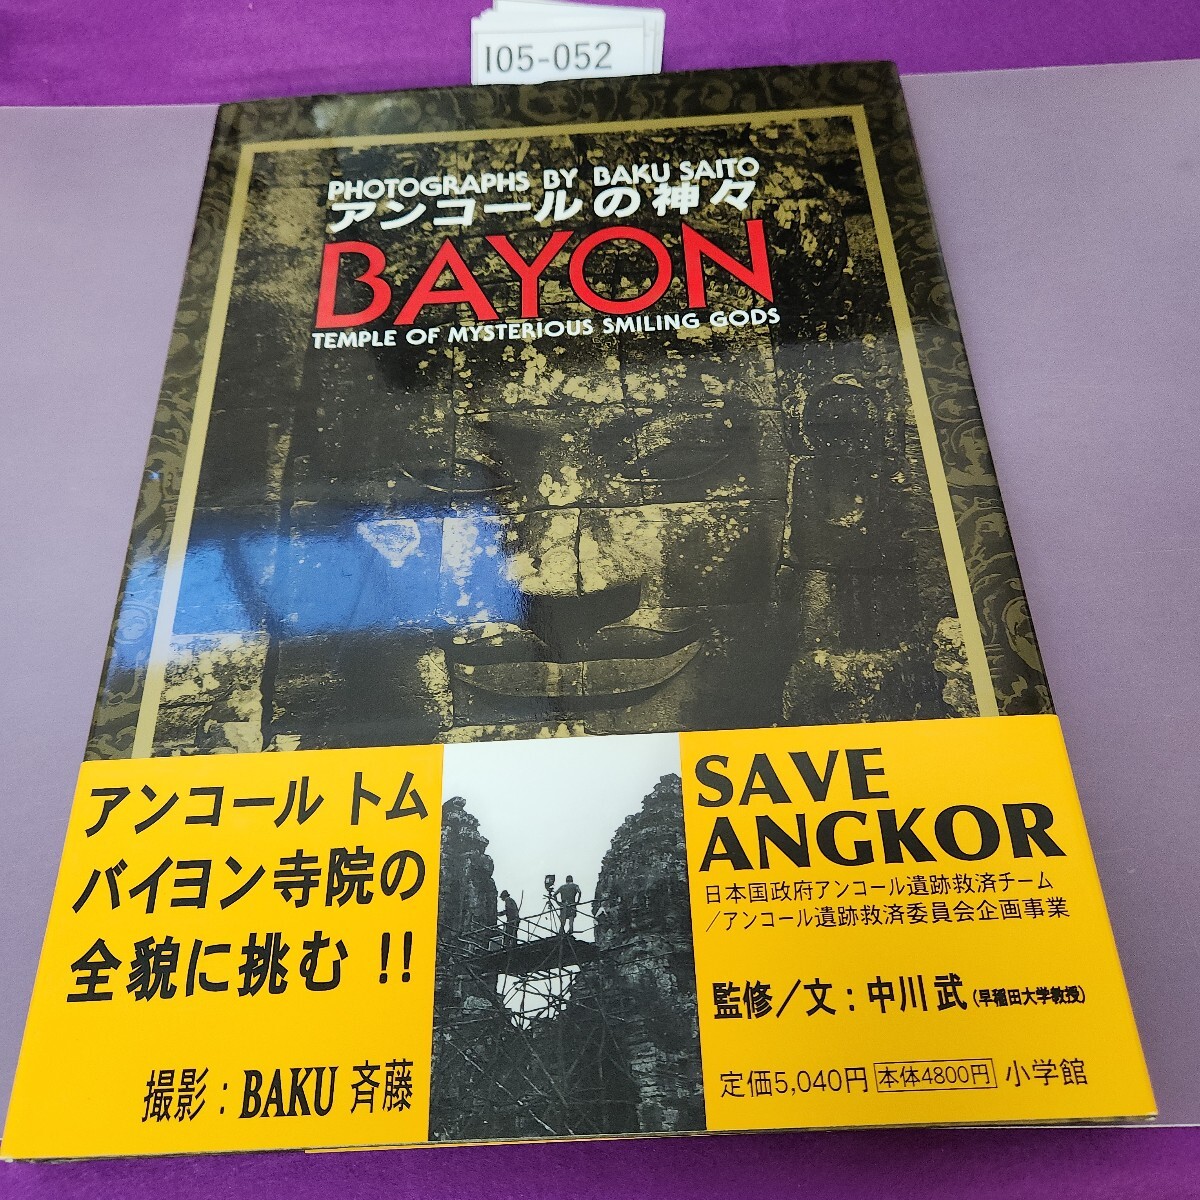 I05-052
PHOTOGRAPHS BY BAKU SAITO
アンコールの神々
BAYON
TEMPLE OF MYSTERIOUS SMILING GODS
アンコール トム
バイヨン寺院の
全貌に挑む!!
撮影:BAKU 斉藤
SAVE
ANGKOR
日本国政府アンコール遺跡救済チーム
/アンコール遺跡救済委員会企画事業
監修/文:中川 武(早稲田大学教授)
定価5,040円 本体4800円 小学館